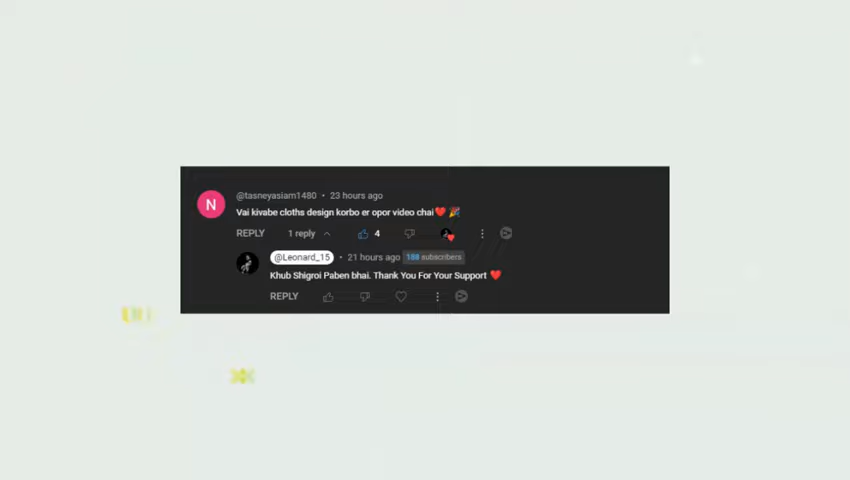 @tasneyasiam1480 • 23 hours ago
Vai kivabe cloths design korbo er opor video chai❤️ 🎉
REPLY 1 reply 4
@Leonard_15 • 21 hours ago 188 subscribers
Khub Shigroi Paben bhai. Thank You For Your Support ❤️
REPLY